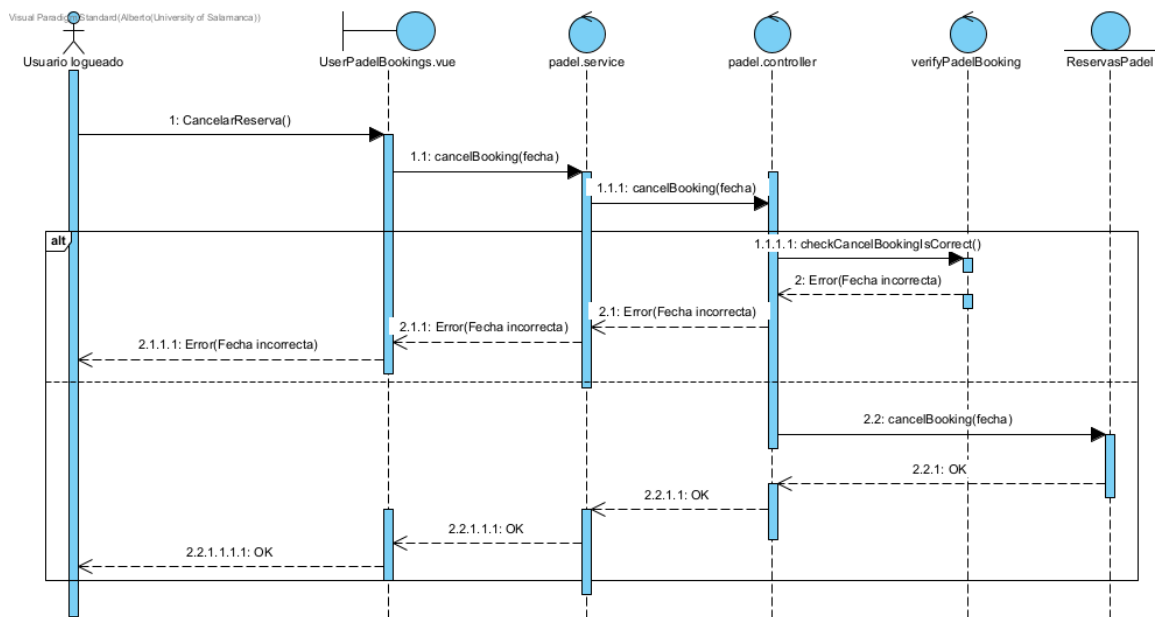 Visual Paradigm Standard(Alberto(University of Salamanca))
Usuario logueado
UserPadelBookings.vue
padel.service
padel.controller
verifyPadelBooking
ReservasPadel
1: CancelarReserva()
1.1: cancelBooking(fecha)
1.1.1: cancelBooking(fecha)
alt
1.1.1.1: checkCancelBookingIsCorrect()
2: Error(Fecha incorrecta)
2.1: Error(Fecha incorrecta)
2.1.1: Error(Fecha incorrecta)
2.1.1.1: Error(Fecha incorrecta)
2.2: cancelBooking(fecha)
2.2.1: OK
2.2.1.1: OK
2.2.1.1.1: OK
2.2.1.1.1.1: OK